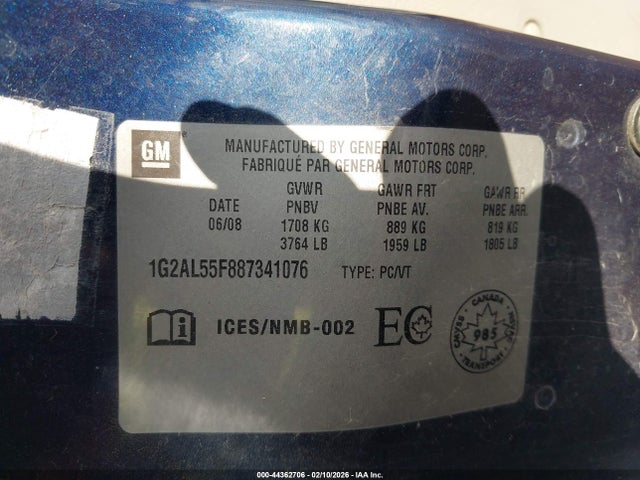 GM
MANUFACTURED BY GENERAL MOTORS CORP.
FABRIQUÉ PAR GENERAL MOTORS CORP.
GVWR GAWR FRT GAWR RR
DATE PNBV PNBE AV. PNBE ARR.
06/08 1708 KG 889 KG 819 KG
3764 LB 1959 LB 1805 LB
1G2AL55F887341076 TYPE: PC/VT
i ICES/NMB-002 EC
CANADA
985
TRANSPORT
000-44362706 - 02/10/2026 - IAA Inc.